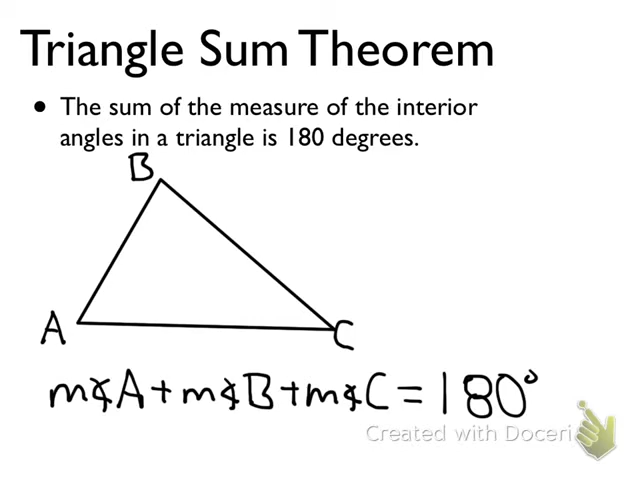 Triangle Sum Theorem
• The sum of the measure of the interior
angles in a triangle is 180 degrees.
B
A
C
m∡A + m∡B + m∡C = 180°
Created with Doceri